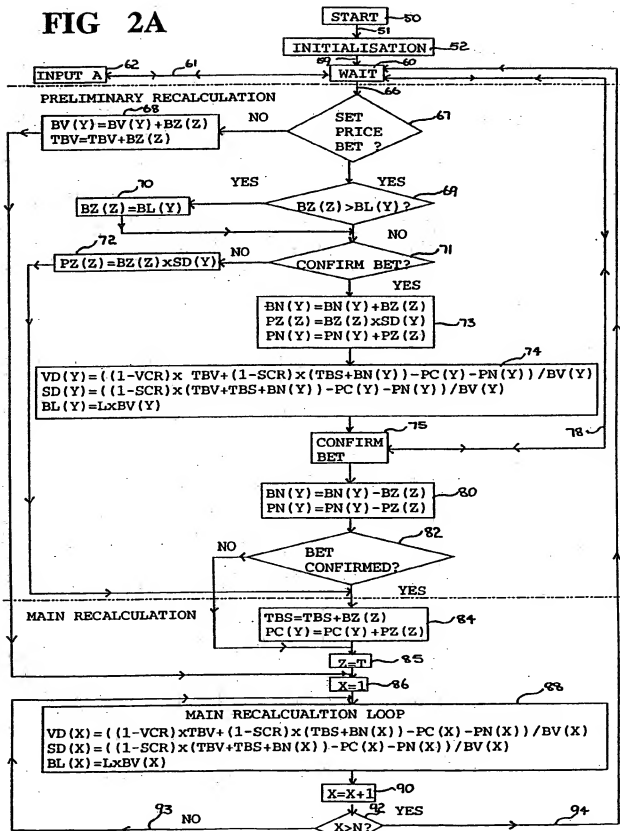 FIG 2A
START
50
51
INITIALISATION
52
59
INPUT A
62
61
WAIT
60
66
PRELIMINARY RECALCULATION
68
BV(Y)=BV(Y)+BZ(Z)
TBV=TBV+BZ(Z)
NO
SET
PRICE
BET ?
67
YES
YES
70
BZ(Z)=BL(Y)
BZ(Z)>BL(Y)?
69
NO
72
PZ(Z)=BZ(Z)xSD(Y)
NO
CONFIRM BET?
71
YES
BN(Y)=BN(Y)+BZ(Z)
PZ(Z)=BZ(Z)xSD(Y)
PN(Y)=PN(Y)+PZ(Z)
73
74
VD(Y)=((1-VCR)x TBV+(1-SCR)x(TBS+BN(Y))-PC(Y)-PN(Y))/BV(Y)
SD(Y)=((1-SCR)x(TBV+TBS+BN(Y))-PC(Y)-PN(Y))/BV(Y)
BL(Y)=LxBV(Y)
75
78
CONFIRM
BET
BN(Y)=BN(Y)-BZ(Z)
PN(Y)=PN(Y)-PZ(Z)
80
82
NO
BET
CONFIRMED?
YES
MAIN RECALCULATION
TBS=TBS+BZ(Z)
PC(Y)=PC(Y)+PZ(Z)
84
Z=T
85
X=1
86
88
MAIN RECALCUALTION LOOP
VD(X)=((1-VCR)xTBV+(1-SCR)x(TBS+BN(X))-PC(X)-PN(X))/BV(X)
SD(X)=((1-SCR)x(TBV+TBS+BN(X))-PC(X)-PN(X))/BV(X)
BL(X)=LxBV(X)
X=X+1
90
93
NO
92
X>N?
YES
94